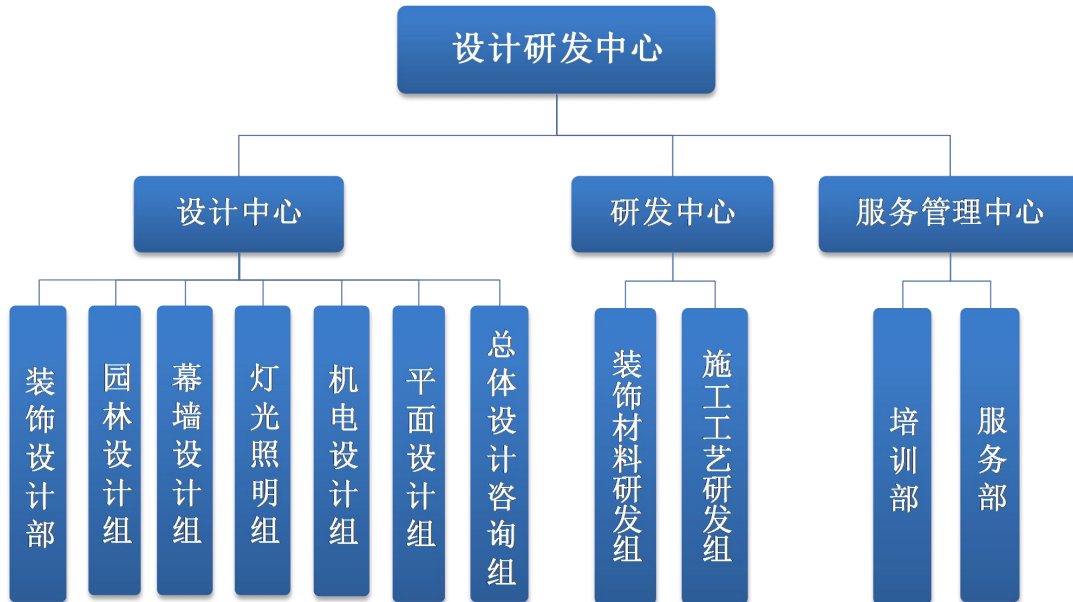 设计研发中心
设计中心
研发中心
服务管理中心
装饰设计部
园林设计组
幕墙设计组
灯光照明组
机电设计组
平面设计组
总体设计咨询组
装饰材料研发组
施工工艺研发组
培训部
服务部